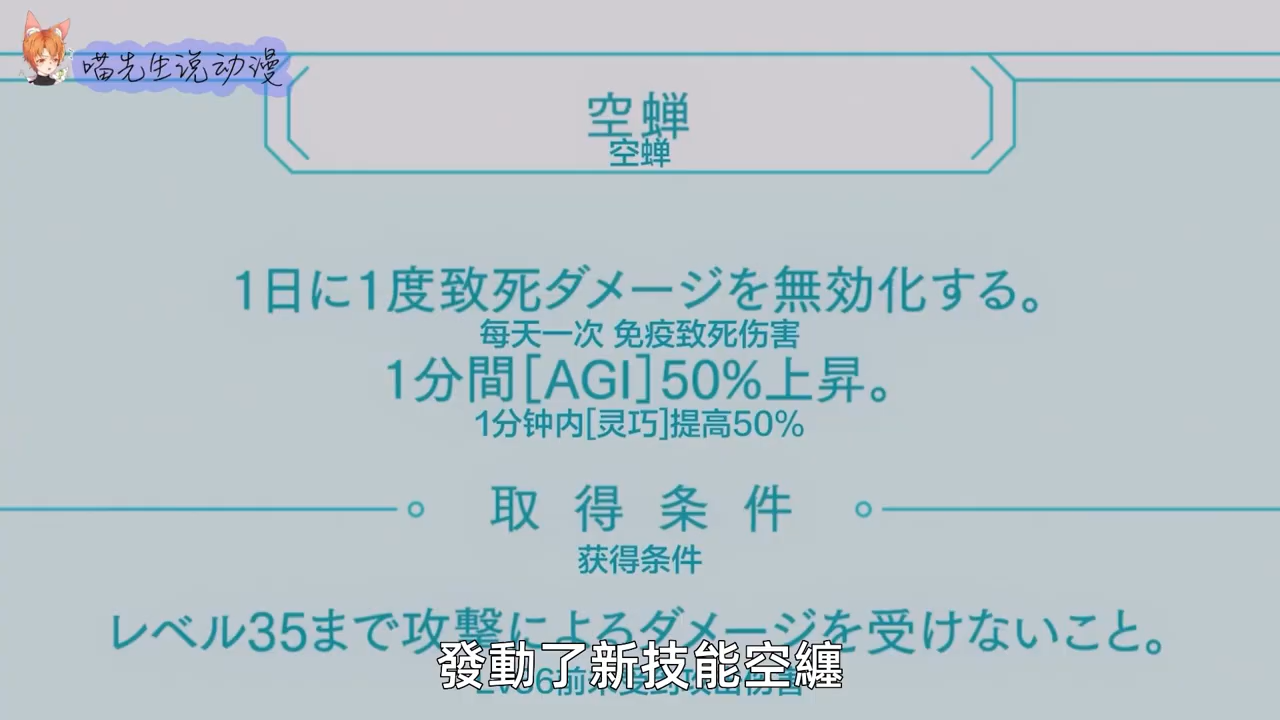 喵先生说动漫
空蝉
空蝉
1日に1度致死ダメージを無効化する。
每天一次 免疫致死伤害
1分間[AGI]50%上昇。
1分钟内[灵巧]提高50%
取得条件
获得条件
レベル35まで攻撃によるダメージを受けないこと。
發動了新技能空纏